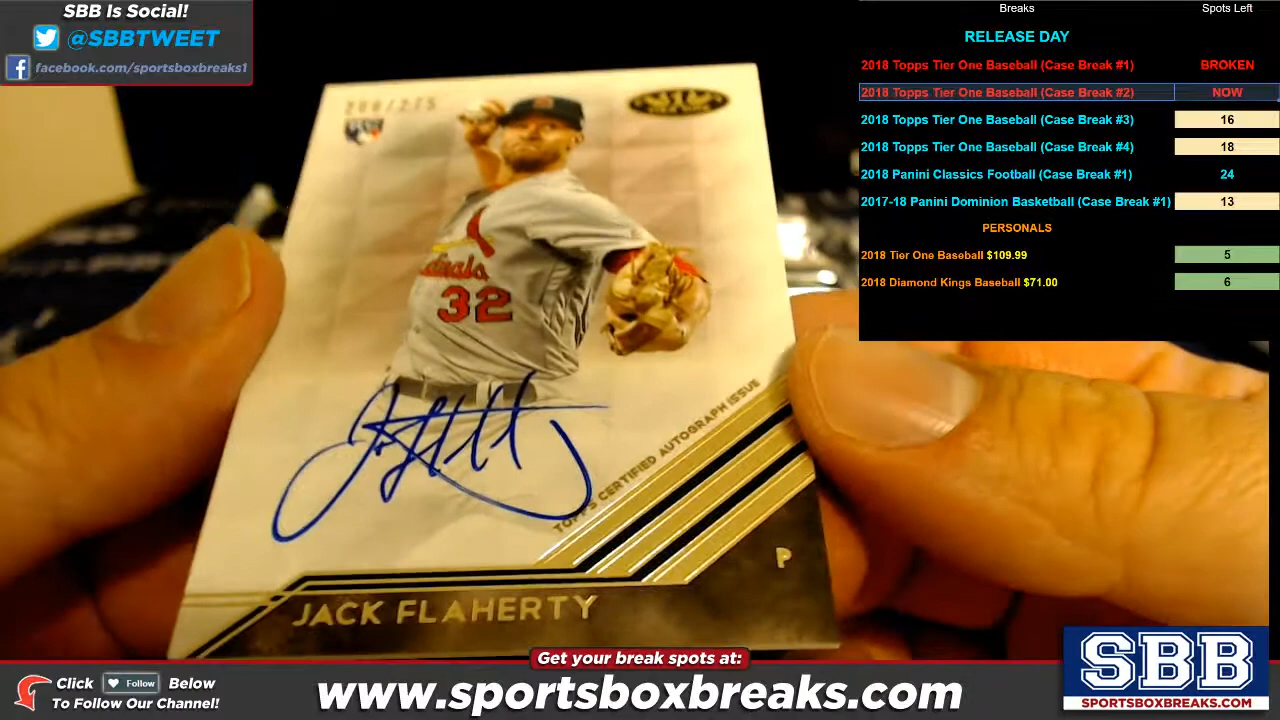 SBB Is Social!
@SBBTWEET
facebook.com/sportsboxbreaks1
Breaks Spots Left
RELEASE DAY
2018 Topps Tier One Baseball (Case Break #1) BROKEN
2018 Topps Tier One Baseball (Case Break #2) NOW
2018 Topps Tier One Baseball (Case Break #3) 16
2018 Topps Tier One Baseball (Case Break #4) 18
2018 Panini Classics Football (Case Break #1) 24
2017-18 Panini Dominion Basketball (Case Break #1) 13
PERSONALS
2018 Tier One Baseball $109.99 5
2018 Diamond Kings Baseball $71.00 6
32
TOPPS CERTIFIED AUTOGRAPH ISSUE
P
JACK FLAHERTY
Get your break spots at:
www.sportsboxbreaks.com
Click Follow Below
To Follow Our Channel!
SBB
SPORTSBOXBREAKS.COM